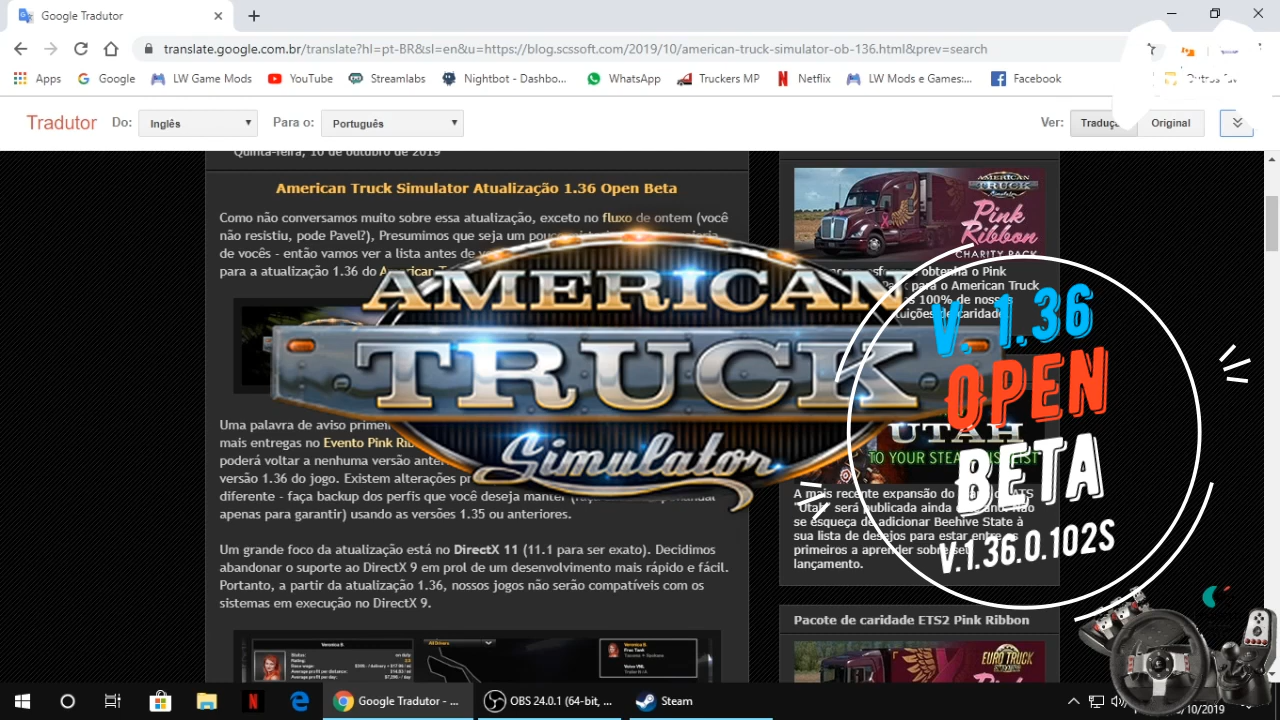 Google Tradutor
translate.google.com.br/translate?hl=pt-BR&sl=en&u=https://blog.scssoft.com/2019/10/american-truck-simulator-ob-136.html&prev=search
Apps Google LW Game Mods YouTube Streamlabs Nightbot - Dashbo... WhatsApp Truckers MP Netflix LW Mods e Games:... Facebook
Tradutor Do: Inglês Para o: Português Ver: Original
Quinta-feira, 10 de outubro de 2019
American Truck Simulator Atualização 1.36 Open Beta
Como não conversamos muito sobre essa atualização, exceto no fluxo de ontem (você
não resistiu, pode Pavel?), Presumimos que seja um
de vocês - então vamos ver a lista antes de
para a atualização 1.36 do American
Uma palavra de aviso
mais entregas no Evento Pink
poderá voltar a nenhuma versão
versão 1.36 do jogo. Existem alterações
diferente - faça backup dos perfis que você deseja manter
apenas para garantir) usando as versões 1.35 ou anteriores.
Um grande foco da atualização está no DirectX 11 (11.1 para ser exato). Decidimos
abandonar o suporte ao DirectX 9 em prol de um desenvolvimento mais rápido e fácil.
Portanto, a partir da atualização 1.36, nossos jogos não serão compatíveis com os
sistemas em execução no DirectX 9.
Veronica B.
All Drivers
AMERICAN
TRUCK
Simulator
AMERICAN
TRUCK
Simulator
Pink
Ribbon
CHARITY PACK
obtenha o Pink
para o American Truck
100% de
de caridade
UTAH
TO YOUR
A mais recente expansão do
"Utah" será publicada ainda
se esqueça de adicionar Beehive State à
sua lista de desejos para estar entre
primeiros a aprender sobre
lançamento.
V. 1.36
OPEN
BETA
V.1.36.0.102S
Pacote de caridade ETS2 Pink Ribbon
EURO TRUCK
Google Tradutor - ... OBS 24.0.1 (64-bit, ... Steam
/10/2019